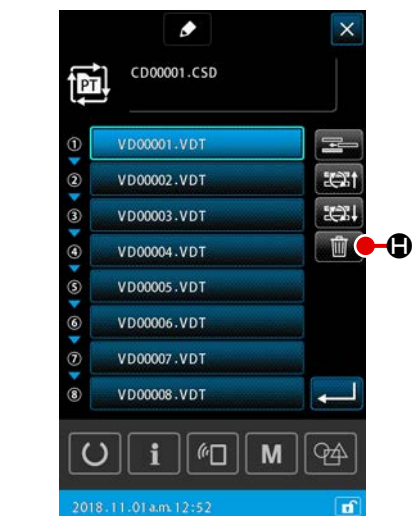 PT CD00001.CSD
① VD00001.VDT
② VD00002.VDT
③ VD00003.VDT
④ VD00004.VDT
H
⑤ VD00005.VDT
⑥ VD00006.VDT
⑦ VD00007.VDT
⑧ VD00008.VDT
i M
2018.11.01 a.m. 12:52